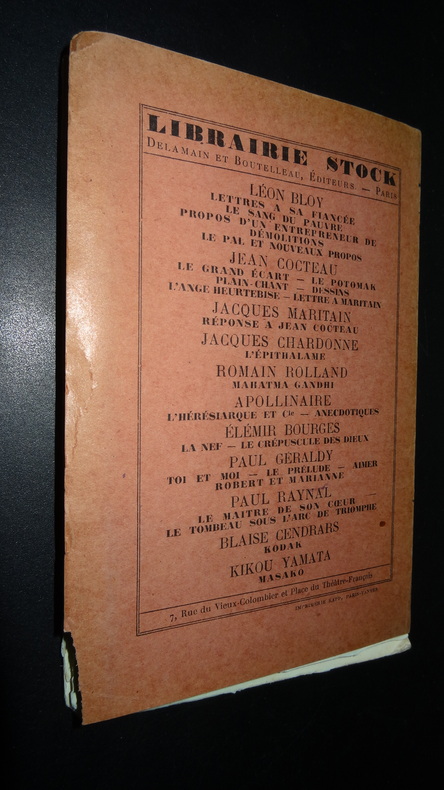 LIBRAIRIE STOCK
DELAMAIN ET BOUTELLEAU, ÉDITEURS. — PARIS
LÉON BLOY
LETTRES A SA FIANCÉE
LE SANG DU PAUVRE
PROPOS D'UN ENTREPRENEUR DE
DÉMOLITIONS
LE PAL ET NOUVEAUX PROPOS
JEAN COCTEAU
LE GRAND ÉCART — LE POTOMAK
PLAIN-CHANT — DESSINS
L'ANGE HEURTEBISE — LETTRE A MARITAIN
JACQUES MARITAIN
RÉPONSE A JEAN COCTEAU
JACQUES CHARDONNE
L'ÉPITHALAME
ROMAIN ROLLAND
MAHATMA GANDHI
APOLLINAIRE
L'HÉRÉSIARQUE ET Cie — ANECDOTIQUES
ÉLÉMIR BOURGES
LA NEF — LE CRÉPUSCULE DES DIEUX
PAUL GERALDY
TOI ET MOI — LE PRÉLUDE — AIMER
ROBERT ET MARIANNE
PAUL RAYNAL
LE MAITRE DE SON CŒUR —
LE TOMBEAU SOUS L'ARC DE TRIOMPHE
BLAISE CENDRARS
KODAK
KIKOU YAMATA
MASAKO
7, Rue du Vieux-Colombier et Place du Théâtre-Français
IMPRIMERIE